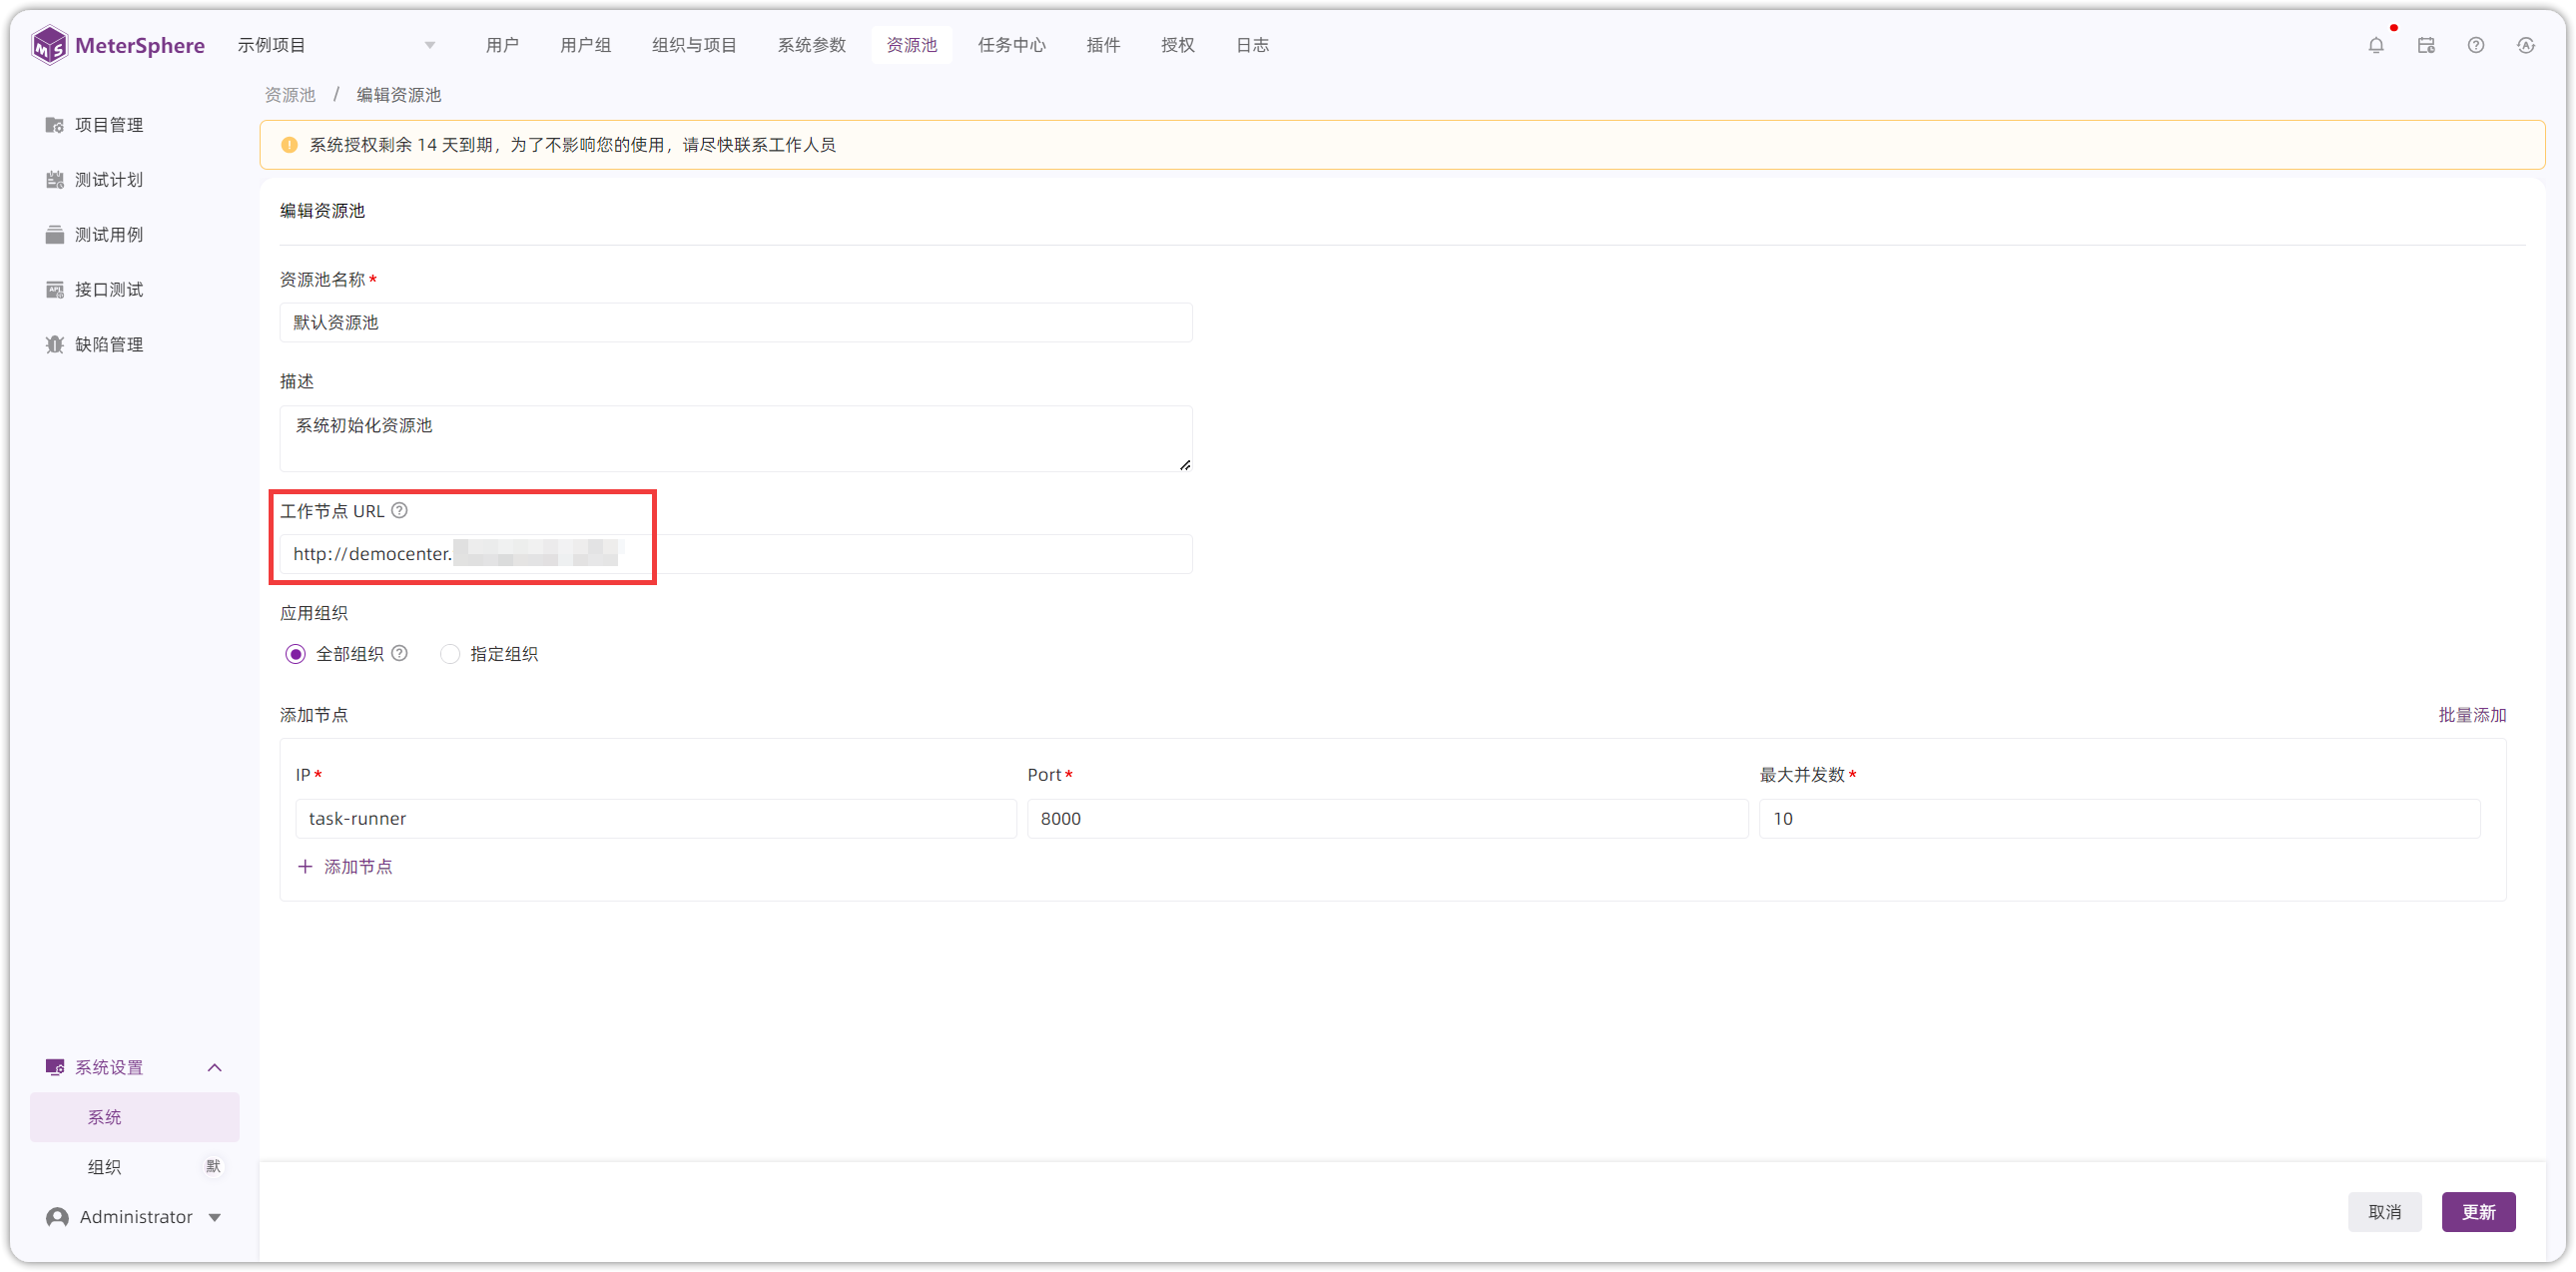 MeterSphere 示例项目 用户 用户组 组织与项目 系统参数 资源池 任务中心 插件 授权 日志
资源池 / 编辑资源池
项目管理
测试计划
测试用例
接口测试
缺陷管理
系统授权剩余 14 天到期，为了不影响您的使用，请尽快联系工作人员
编辑资源池
资源池名称*
默认资源池
描述
系统初始化资源池
工作节点 URL
http://democenter.
应用组织
全部组织 指定组织
添加节点 批量添加
IP* Port* 最大并发数*
task-runner 8000 10
+ 添加节点
系统设置
系统
组织 默
Administrator
取消 更新